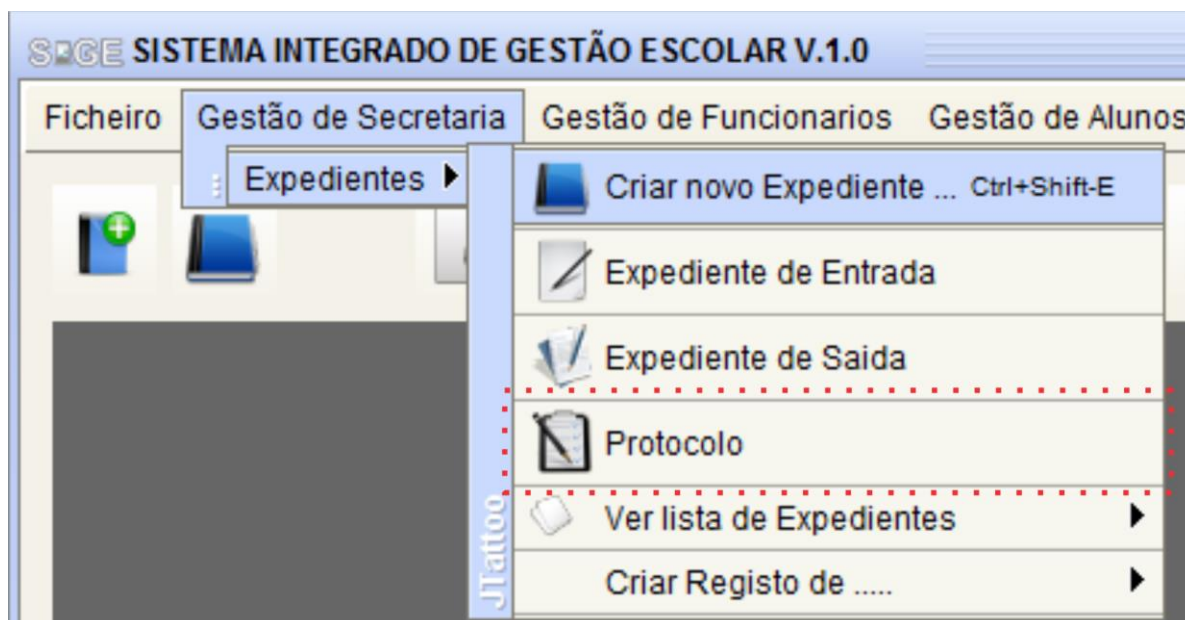 SIGE SISTEMA INTEGRADO DE GESTÃO ESCOLAR V.1.0
Ficheiro Gestão de Secretaria Gestão de Funcionarios Gestão de Alunos
Expedientes
Criar novo Expediente ... Ctrl+Shift-E
Expediente de Entrada
Expediente de Saida
Protocolo
Ver lista de Expedientes
Criar Registo de .....
JTattoo